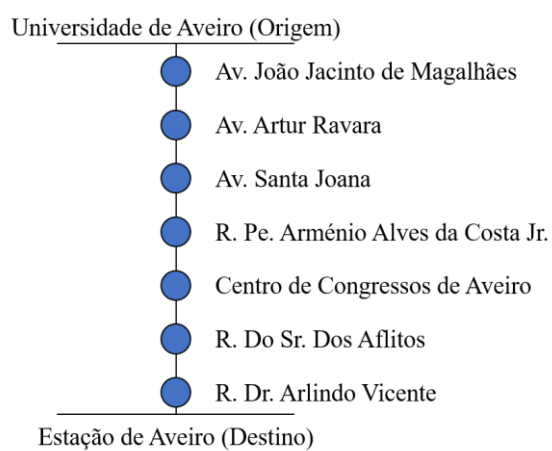 Universidade de Aveiro (Origem)
Av. João Jacinto de Magalhães
Av. Artur Ravara
Av. Santa Joana
R. Pe. Arménio Alves da Costa Jr.
Centro de Congressos de Aveiro
R. Do Sr. Dos Aflitos
R. Dr. Arlindo Vicente
Estação de Aveiro (Destino)